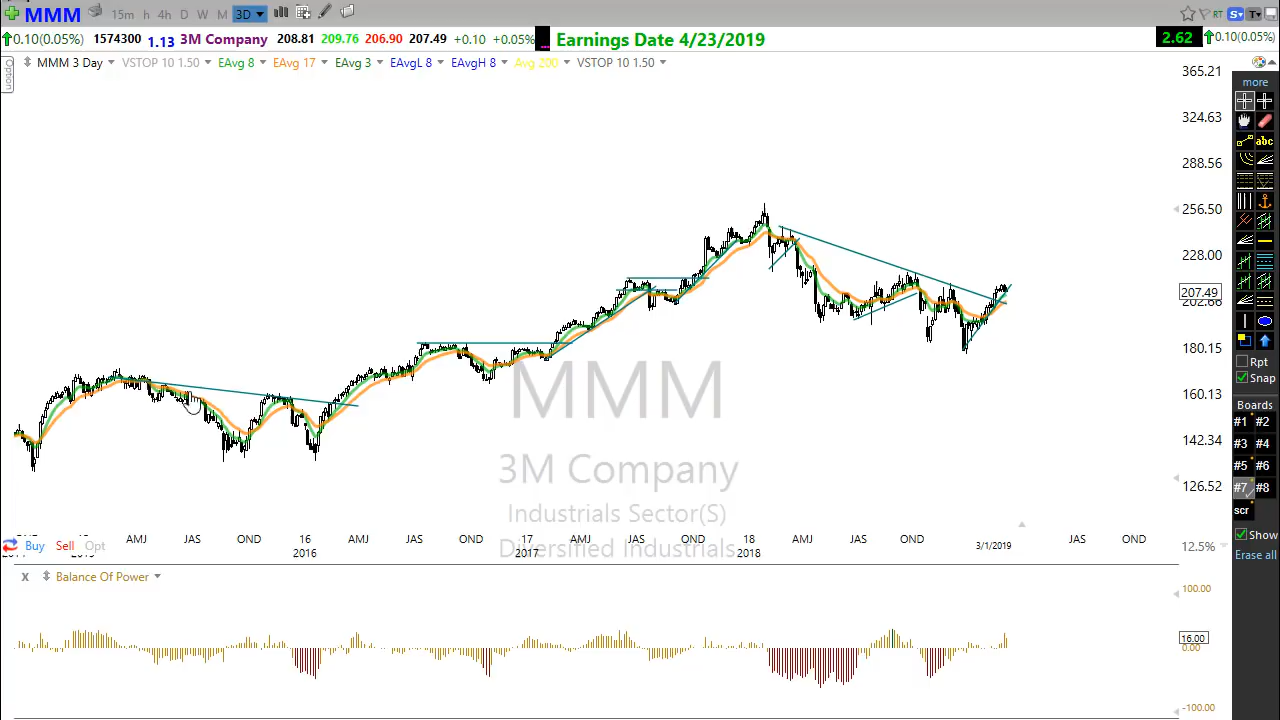 MMM 15m h 4h D W M 3D RT S T
0.10(0.05%) 1574300 1.13 3M Company 208.81 209.76 206.90 207.49 +0.10 +0.05% Earnings Date 4/23/2019 2.62 0.10(0.05%)
Option
MMM 3 Day VSTOP 10 1.50 EAvg 8 EAvg 17 EAvg 3 EAvgL 8 EAvgH 8 Avg 200 VSTOP 10 1.50
365.21
324.63
288.56
256.50
228.00
207.49
180.15
160.13
142.34
126.52
12.5%
MMM
3M Company
Industrials Sector(S)
Diversified Industrials
AMJ JAS OND 16 AMJ JAS OND 17 AMJ JAS OND 18 AMJ JAS OND 3/1/2019 JAS OND
2016 2017 2018
Buy Sell Opt
X Balance Of Power
100.00
16.00
0.00
-100.00
more
abc
Rpt
Snap
Boards
#1 #2
#3 #4
#5 #6
#7 #8
scr
Show
Erase all